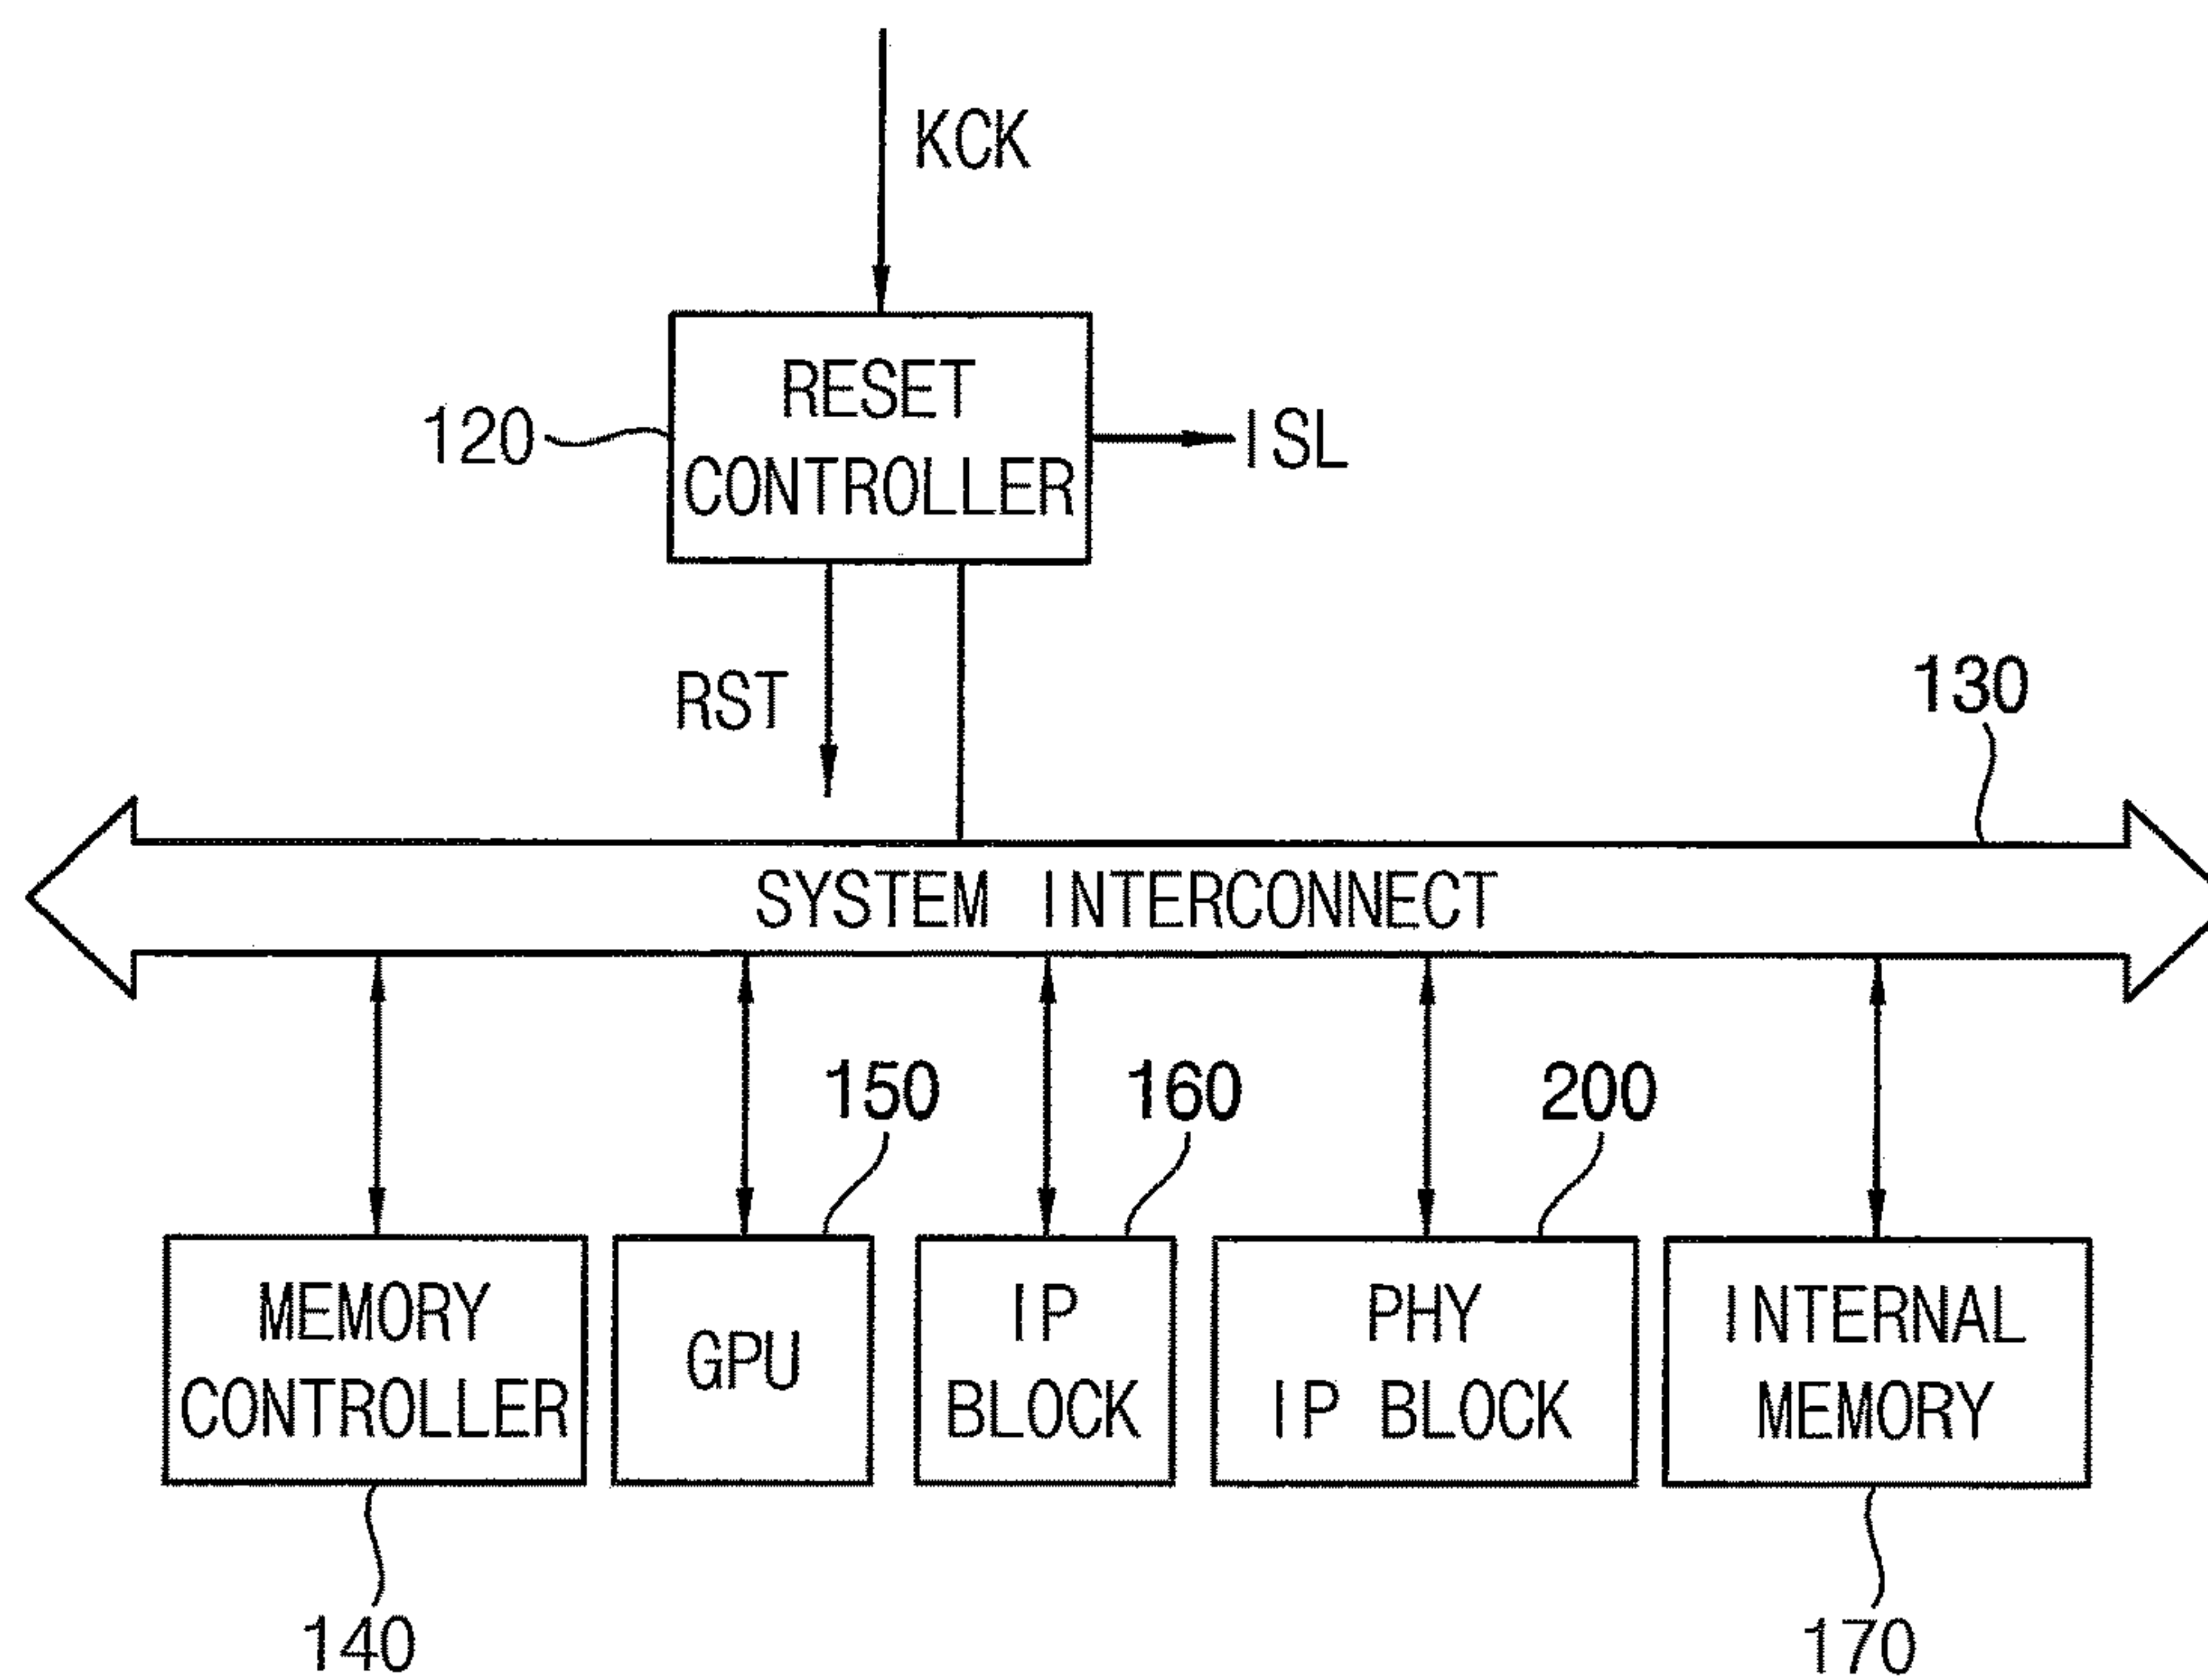 KCK
RESET
CONTROLLER
120
ISL
RST
130
SYSTEM INTERCONNECT
150
160
200
MEMORY
CONTROLLER
GPU
IP
BLOCK
PHY
IP BLOCK
INTERNAL
MEMORY
140
170